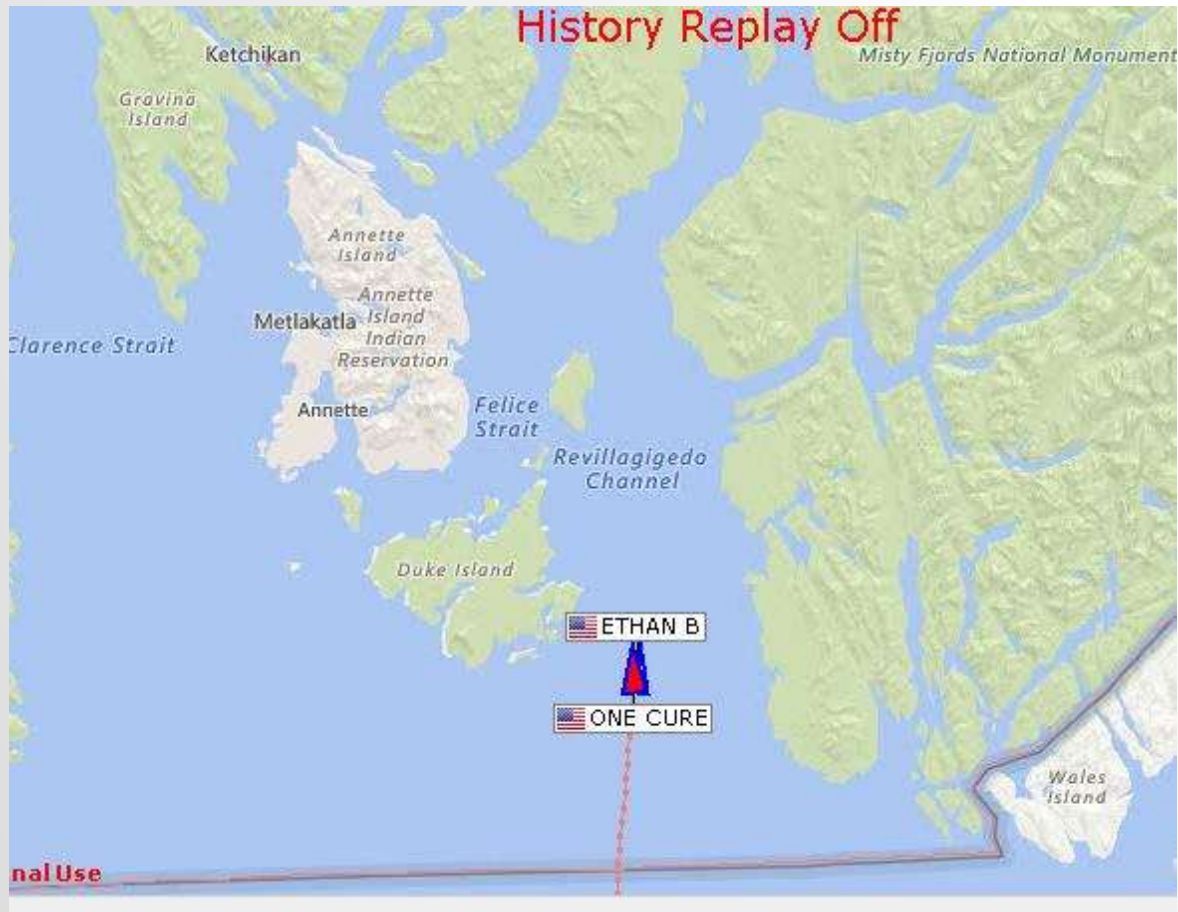 History Replay Off
Ketchikan
Misty Fjords National Monument
Gravina
Island
Annette
Island
Annette
Island
Indian
Reservation
Metlakatla
Clarence Strait
Annette
Felice
Strait
Revillagigedo
Channel
Duke Island
ETHAN B
ONE CURE
Wales
Island
nal Use